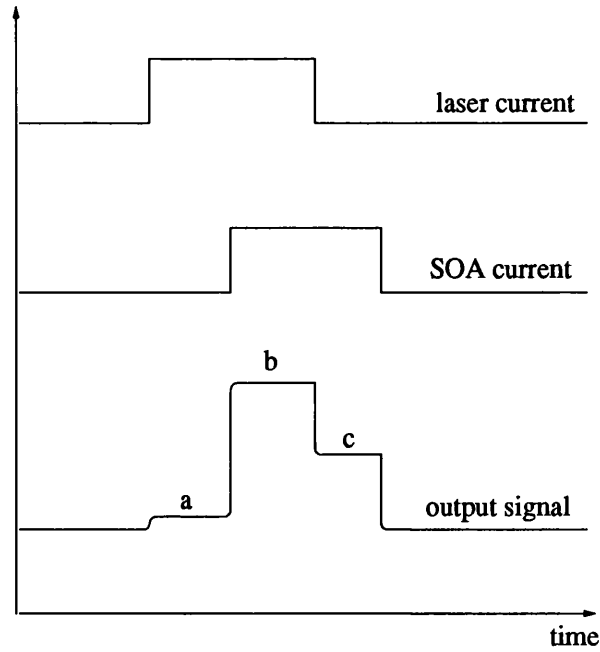 laser current
SOA current
b
c
a
output signal
time